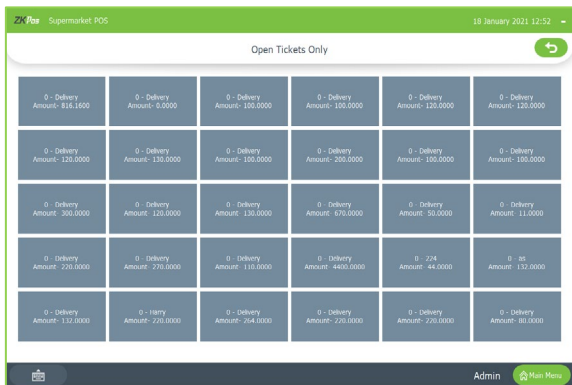 ZKPos Supermarket POS 18 January 2021 12:52 -
Open Tickets Only
0 - Delivery 0 - Delivery 0 - Delivery 0 - Delivery 0 - Delivery 0 - Delivery
Amount- 816.1600 Amount- 0.0000 Amount- 100.0000 Amount- 100.0000 Amount- 120.0000 Amount- 120.0000
0 - Delivery 0 - Delivery 0 - Delivery 0 - Delivery 0 - Delivery 0 - Delivery
Amount- 120.0000 Amount- 130.0000 Amount- 100.0000 Amount- 200.0000 Amount- 100.0000 Amount- 100.0000
0 - Delivery 0 - Delivery 0 - Delivery 0 - Delivery 0 - Delivery 0 - Delivery
Amount- 300.0000 Amount- 120.0000 Amount- 130.0000 Amount- 670.0000 Amount- 50.0000 Amount- 11.0000
0 - Delivery 0 - Delivery 0 - Delivery 0 - Delivery 0 - 224 0 - as
Amount- 220.0000 Amount- 270.0000 Amount- 110.0000 Amount- 4400.0000 Amount- 44.0000 Amount- 132.0000
0 - Delivery 0 - Harry 0 - Delivery 0 - Delivery 0 - Delivery 0 - Delivery
Amount- 132.0000 Amount- 220.0000 Amount- 264.0000 Amount- 220.0000 Amount- 220.0000 Amount- 80.0000
Admin Main Menu